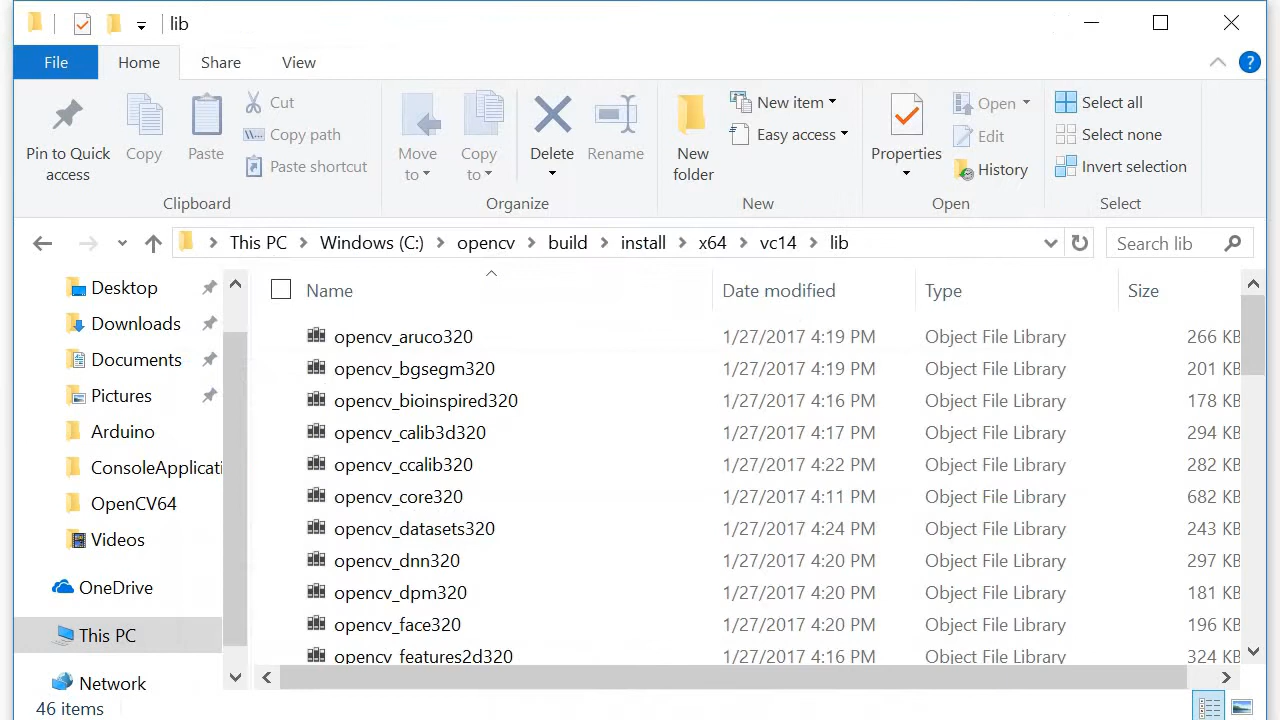 lib
File Home Share View
Pin to Quick access
Copy
Paste
Cut
Copy path
Paste shortcut
Clipboard
Move to
Copy to
Delete
Rename
Organize
New folder
New item
Easy access
New
Properties
Open
Edit
History
Open
Select all
Select none
Invert selection
Select
This PC Windows (C:) opencv build install x64 vc14 lib
Search lib
Desktop
Downloads
Documents
Pictures
Arduino
ConsoleApplicati
OpenCV64
Videos
OneDrive
This PC
Network
Name Date modified Type Size
opencv_aruco320 1/27/2017 4:19 PM Object File Library 266 KB
opencv_bgsegm320 1/27/2017 4:19 PM Object File Library 201 KB
opencv_bioinspired320 1/27/2017 4:16 PM Object File Library 178 KB
opencv_calib3d320 1/27/2017 4:17 PM Object File Library 294 KB
opencv_ccalib320 1/27/2017 4:22 PM Object File Library 282 KB
opencv_core320 1/27/2017 4:11 PM Object File Library 682 KB
opencv_datasets320 1/27/2017 4:24 PM Object File Library 243 KB
opencv_dnn320 1/27/2017 4:20 PM Object File Library 297 KB
opencv_dpm320 1/27/2017 4:20 PM Object File Library 181 KB
opencv_face320 1/27/2017 4:20 PM Object File Library 196 KB
opencv_features2d320 1/27/2017 4:16 PM Object File Library 324 KB
46 items